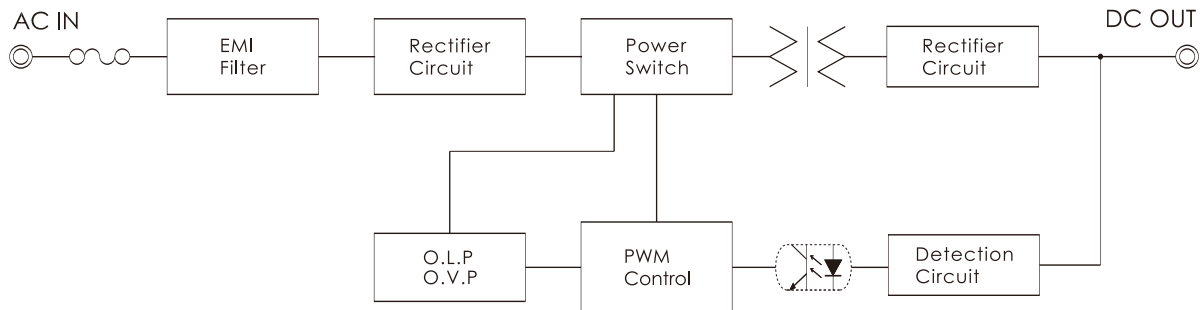 AC IN
DC OUT
EMI
Filter
Rectifier
Circuit
Power
Switch
Rectifier
Circuit
O.L.P
O.V.P
PWM
Control
Detection
Circuit